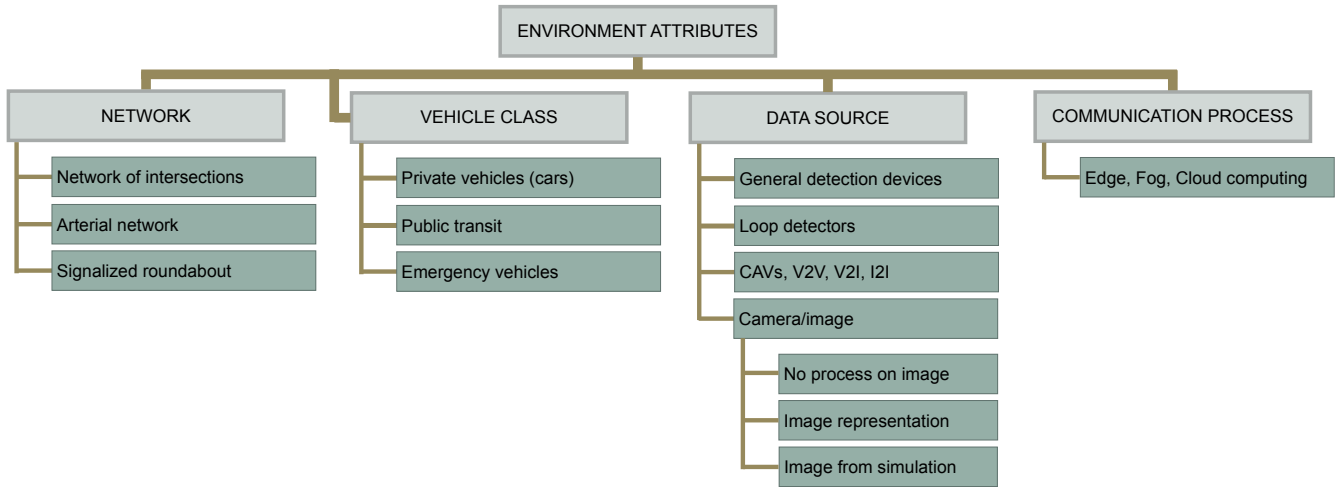 ENVIRONMENT ATTRIBUTES
NETWORK
Network of intersections
Arterial network
Signalized roundabout
VEHICLE CLASS
Private vehicles (cars)
Public transit
Emergency vehicles
DATA SOURCE
General detection devices
Loop detectors
CAVs, V2V, V2I, I2I
Camera/image
No process on image
Image representation
Image from simulation
COMMUNICATION PROCESS
Edge, Fog, Cloud computing